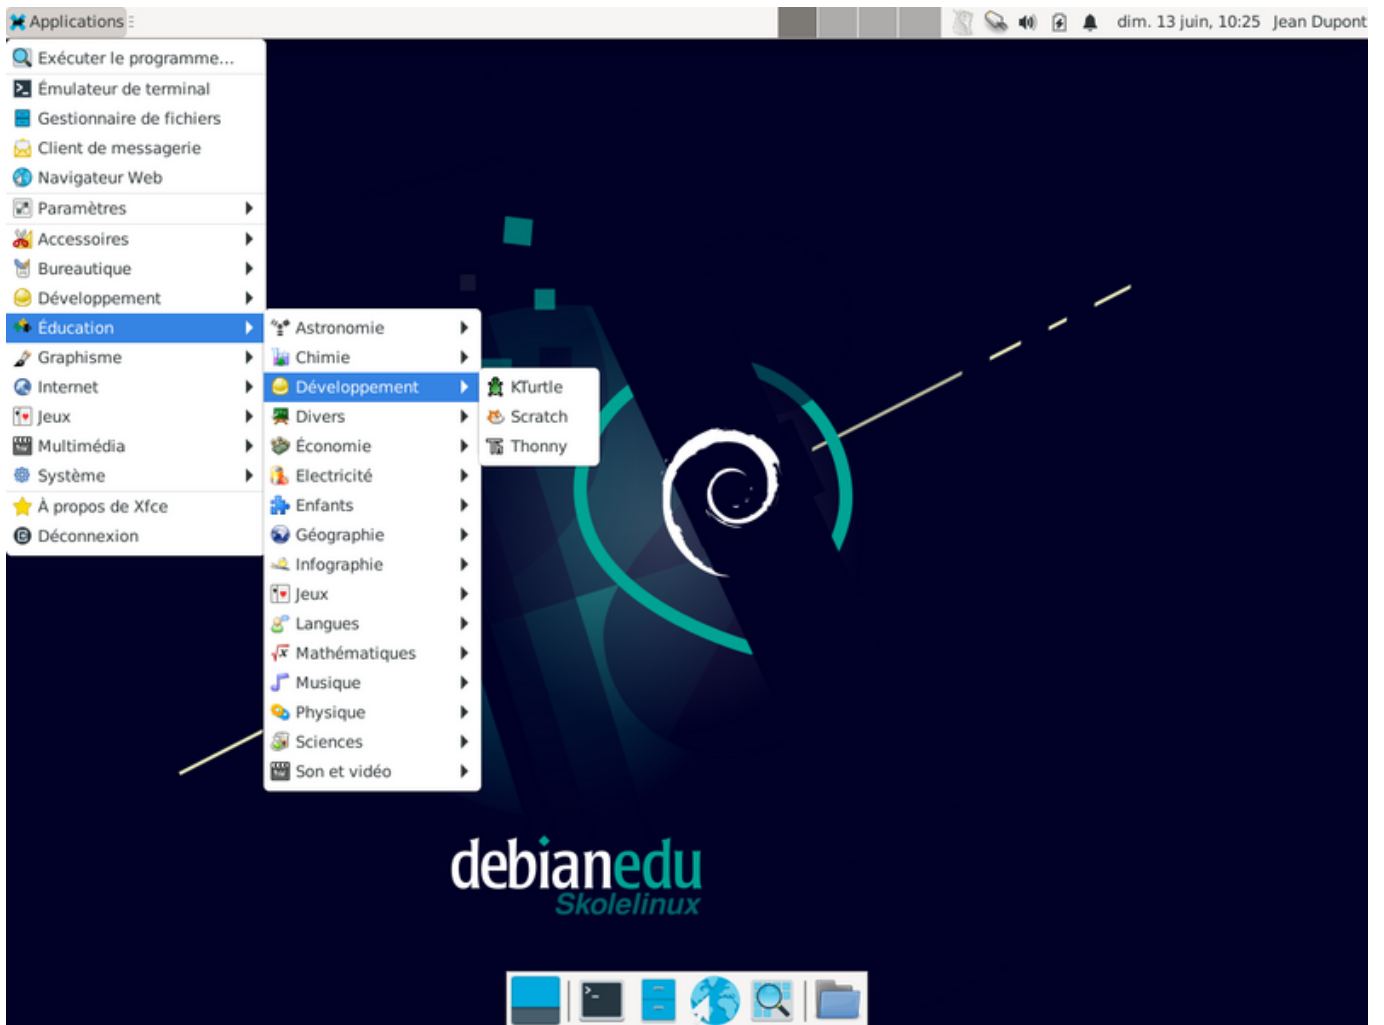 Applications
dim. 13 juin, 10:25 Jean Dupont
Exécuter le programme...
Émulateur de terminal
Gestionnaire de fichiers
Client de messagerie
Navigateur Web
Paramètres
Accessoires
Bureautique
Développement
Éducation
Graphisme
Internet
Jeux
Multimédia
Système
À propos de Xfce
Déconnexion
Astronomie
Chimie
Développement
Divers
Économie
Electricité
Enfants
Géographie
Infographie
Jeux
Langues
Mathématiques
Musique
Physique
Sciences
Son et vidéo
KTurtle
Scratch
Thonny
debianedu
Skolelinux